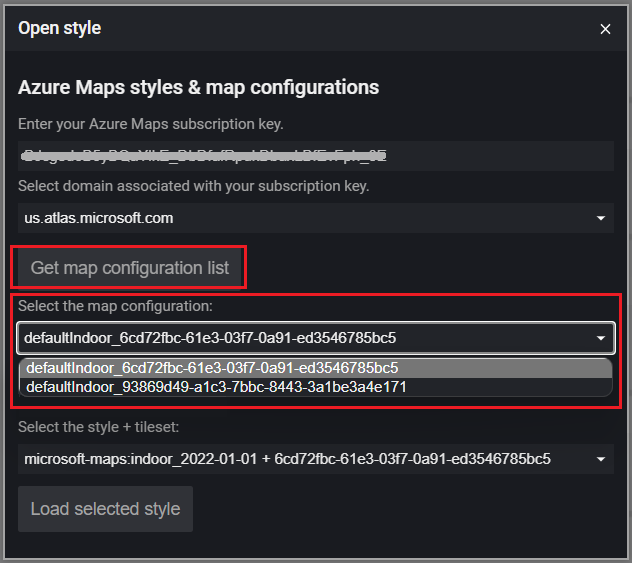 Open style
Azure Maps styles & map configurations
Enter your Azure Maps subscription key.
Select domain associated with your subscription key.
us.atlas.microsoft.com
Get map configuration list
Select the map configuration:
defaultIndoor_6cd72fbc-61e3-03f7-0a91-ed3546785bc5
defaultIndoor_6cd72fbc-61e3-03f7-0a91-ed3546785bc5
defaultIndoor_93869d49-a1c3-7bbc-8443-3a1be3a4e171
Select the style + tileset:
microsoft-maps:indoor_2022-01-01 + 6cd72fbc-61e3-03f7-0a91-ed3546785bc5
Load selected style